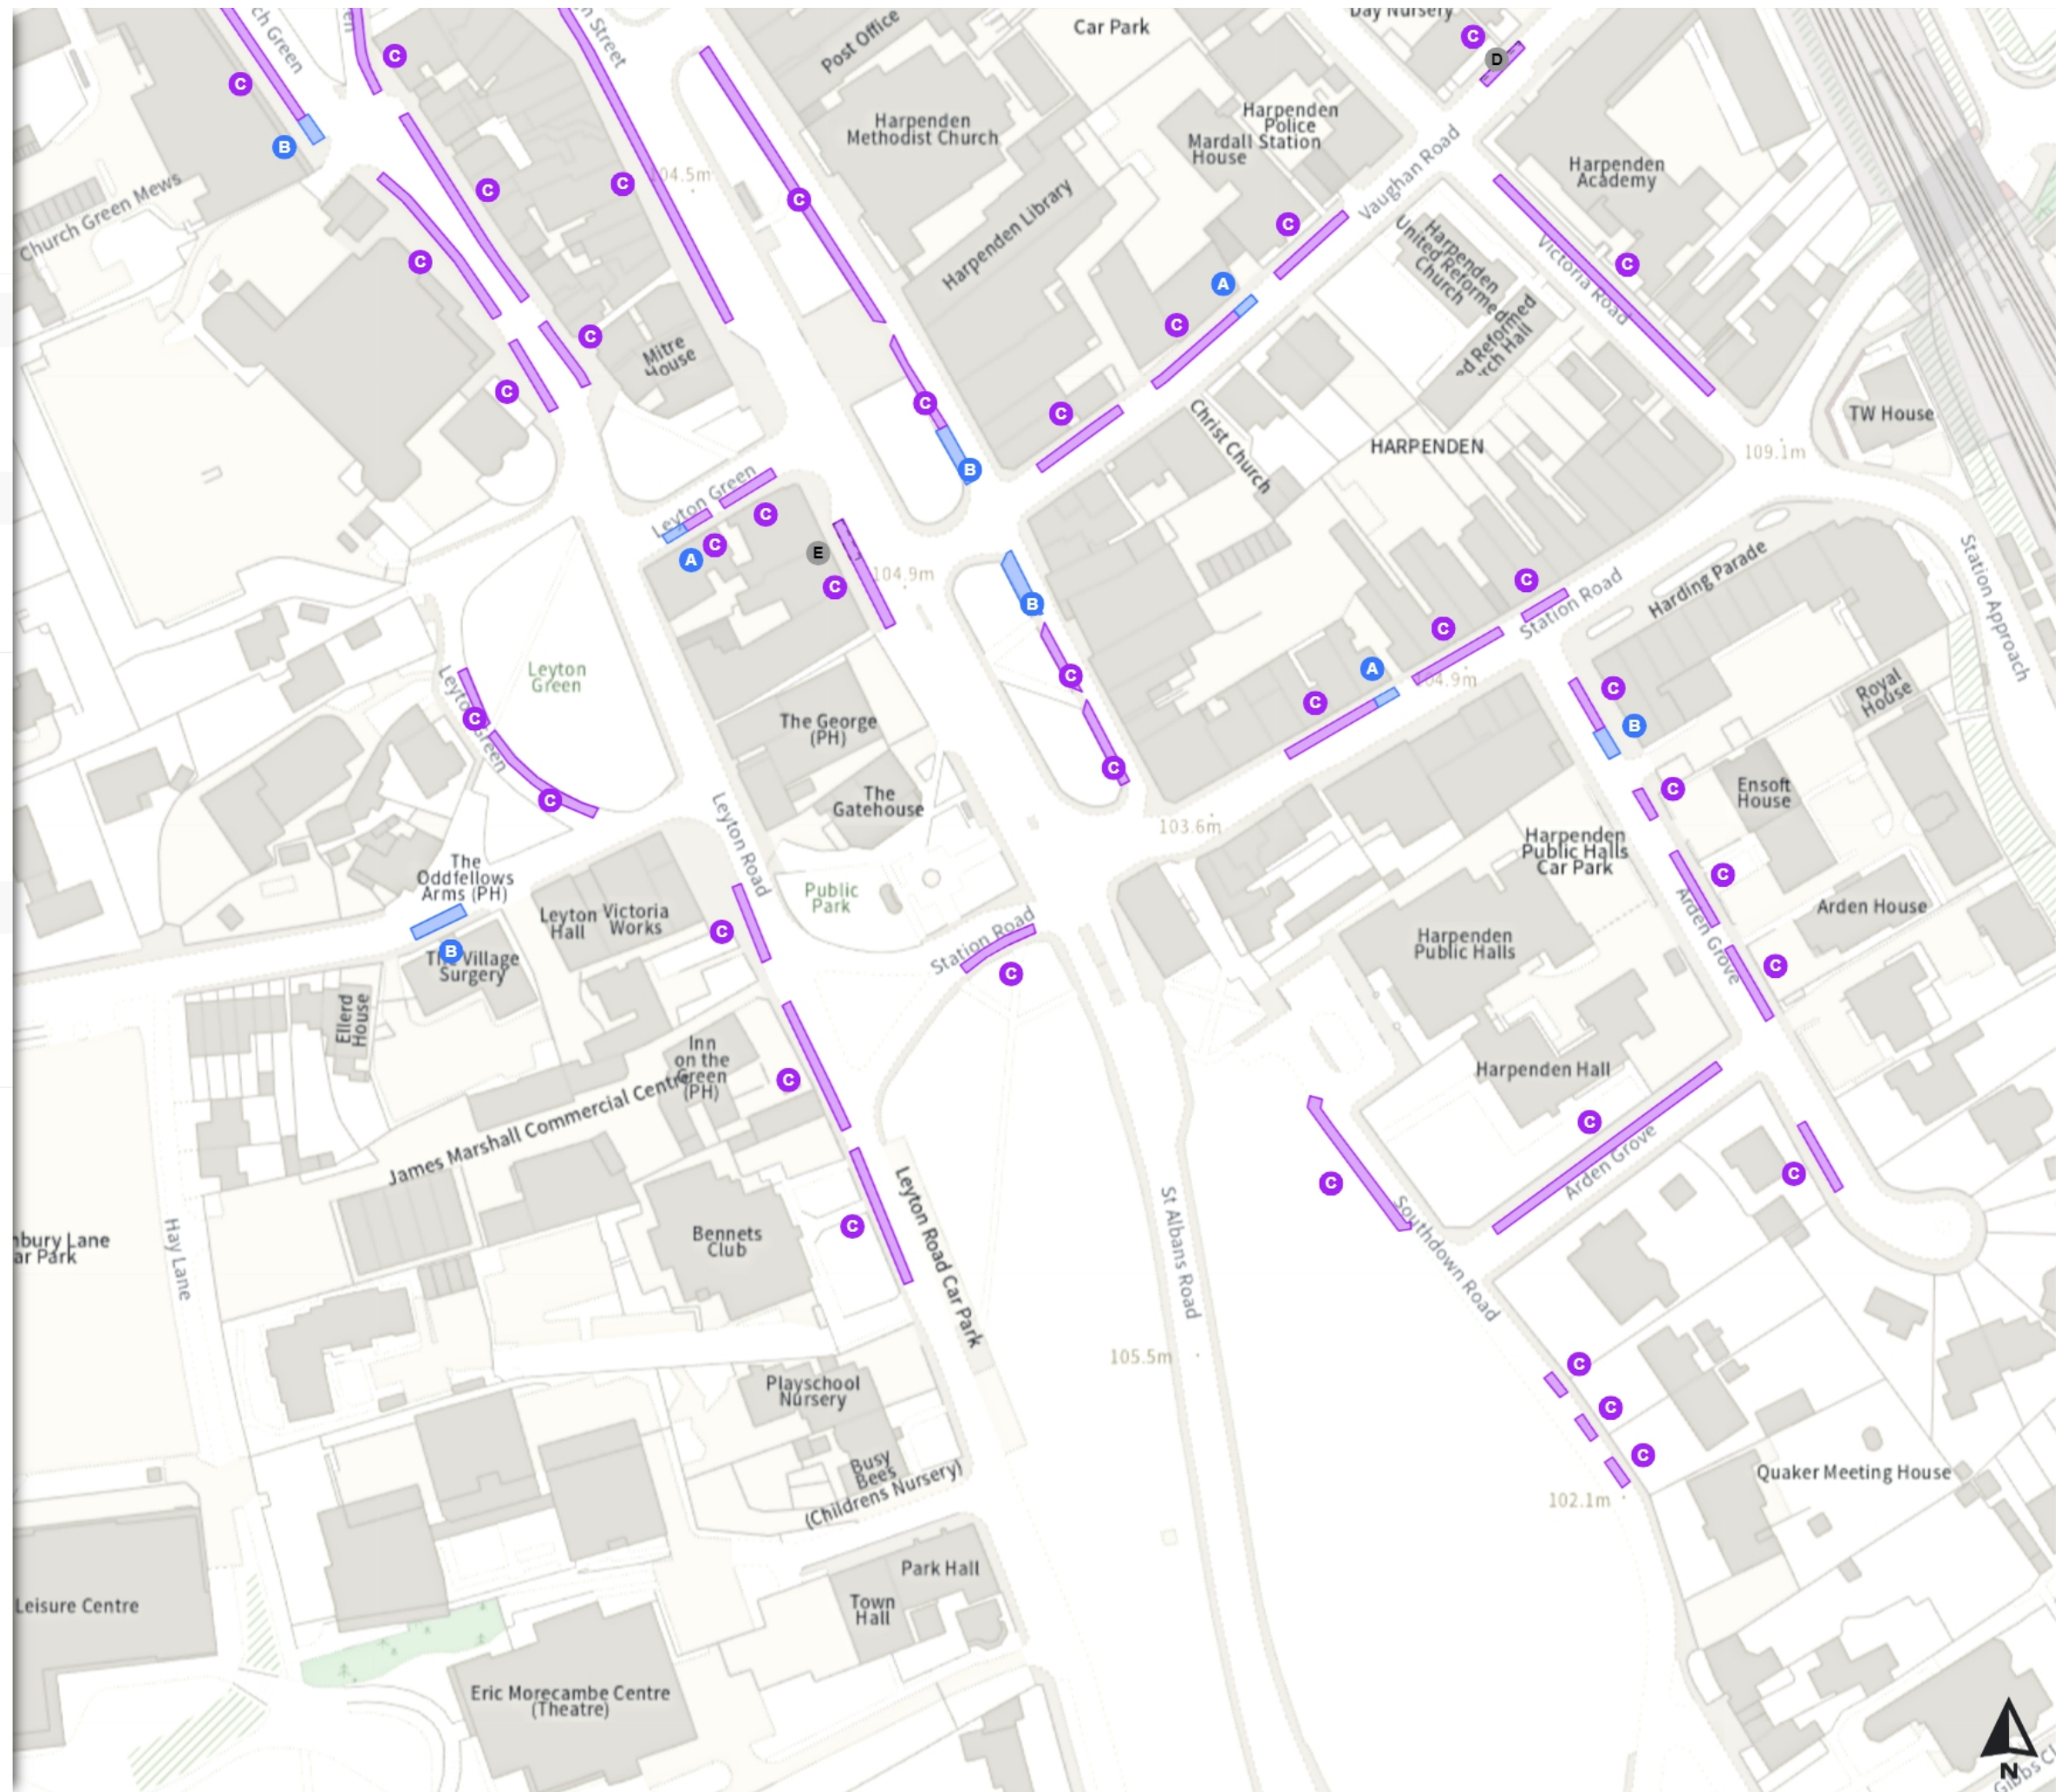 Day Nursery
C
D
Car Park
Post Office
C
C
C
B
Church Green Mews
Harpenden
Methodist Church
Harpenden
Police
Mardall Station
House
Vaughan Road
Harpenden
Academy
C
C
C
104.5m
C
C
Harpenden Library
Harpenden
United Reformed
Church
Victoria Road
C
A
C
C
C
Mitre
House
C
B
C
Christ Church
HARPENDEN
TW House
109.1m
Leyton Green
C
A
C
E
C
104.9m
B
C
C
Station Road
Harding Parade
Station Approach
C
C
A
C
104.9m
C
B
Royal
House
Leyton
Green
Leyton Green
C
C
The George
(PH)
The
Gatehouse
C
Ensoft
House
103.6m
Harpenden
Public Halls
Car Park
Leyton Road
The
Oddfellows
Arms (PH)
B
The Village
Surgery
Leyton
Hall
Victoria
Works
C
Public
Park
Station Road
C
Harpenden
Public Halls
C
Arden Grove
C
Arden House
Ellerd
House
Inn
on the
Green
(PH)
C
James Marshall Commercial Centre
Harpenden Hall
C
Arden Grove
C
C
Southdown Road
Hay Lane
Bennets
Club
C
Leyton Road Car Park
St Albans Road
105.5m
Playschool
Nursery
Busy
Bees
(Childrens Nursery)
C
C
C
102.1m
Quaker Meeting House
Park Hall
Town
Hall
Leisure Centre
Eric Morecambe Centre
(Theatre)
N